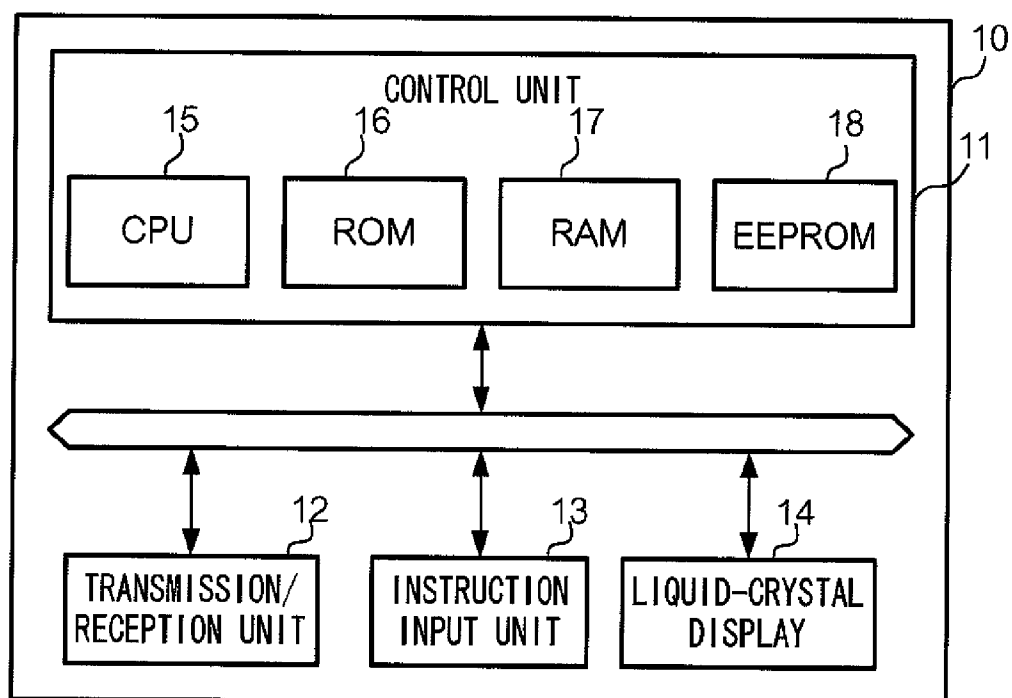 10
CONTROL UNIT
11
15
16
17
18
CPU
ROM
RAM
EEPROM
12
13
14
TRANSMISSION/
RECEPTION UNIT
INSTRUCTION
INPUT UNIT
LIQUID-CRYSTAL
DISPLAY